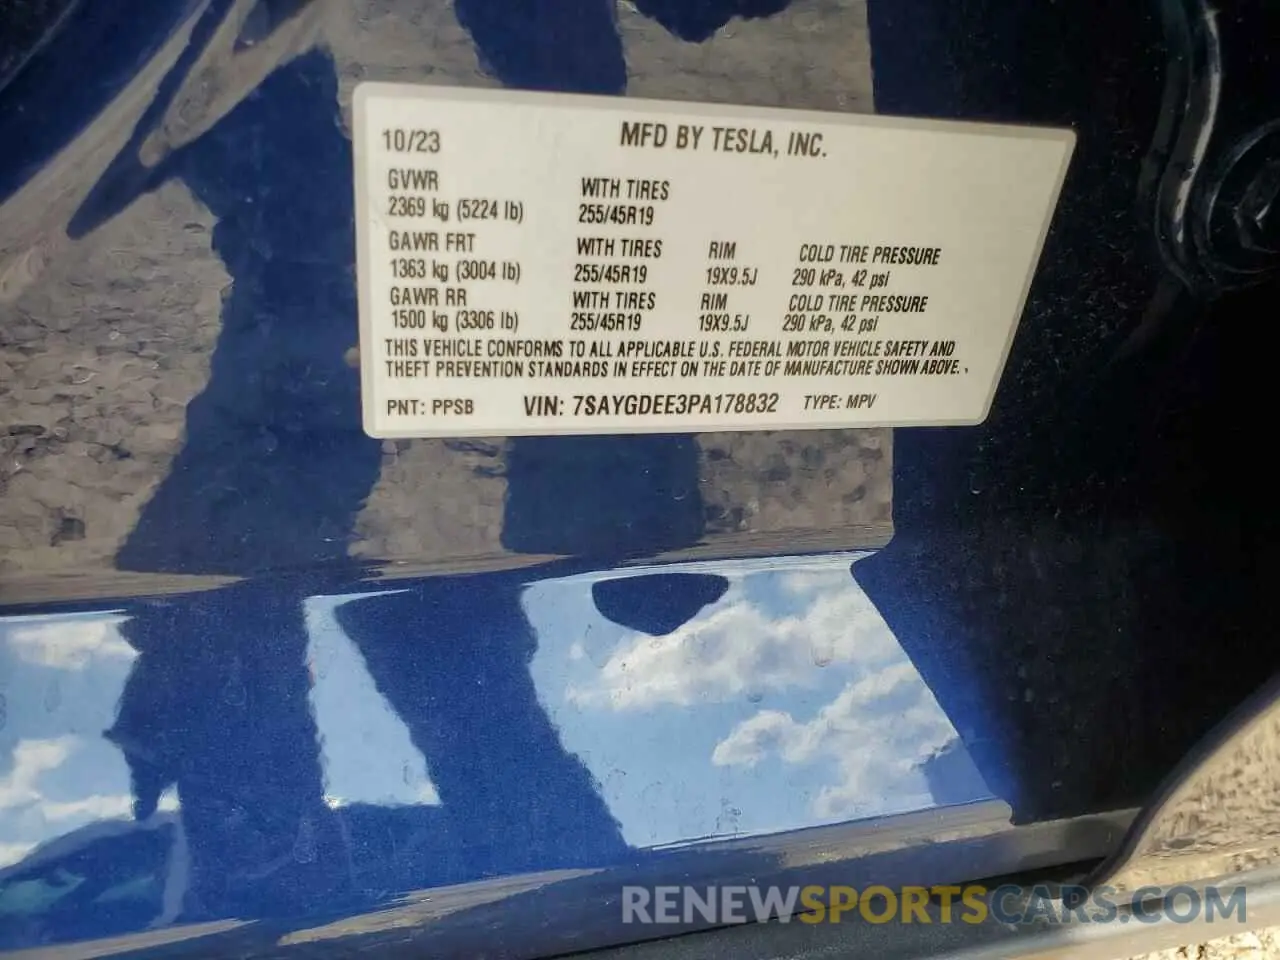 10/23 MFD BY TESLA, INC.
GVWR WITH TIRES
2369 kg (5224 lb) 255/45R19
GAWR FRT WITH TIRES RIM COLD TIRE PRESSURE
1363 kg (3004 lb) 255/45R19 19X9.5J 290 kPa, 42 psi
GAWR RR WITH TIRES RIM COLD TIRE PRESSURE
1500 kg (3306 lb) 255/45R19 19X9.5J 290 kPa, 42 psi
THIS VEHICLE CONFORMS TO ALL APPLICABLE U.S. FEDERAL MOTOR VEHICLE SAFETY AND
THEFT PREVENTION STANDARDS IN EFFECT ON THE DATE OF MANUFACTURE SHOWN ABOVE.
PNT: PPSB VIN: 7SAYGDEE3PA178832 TYPE: MPV
RENEWSPORTSCARS.COM